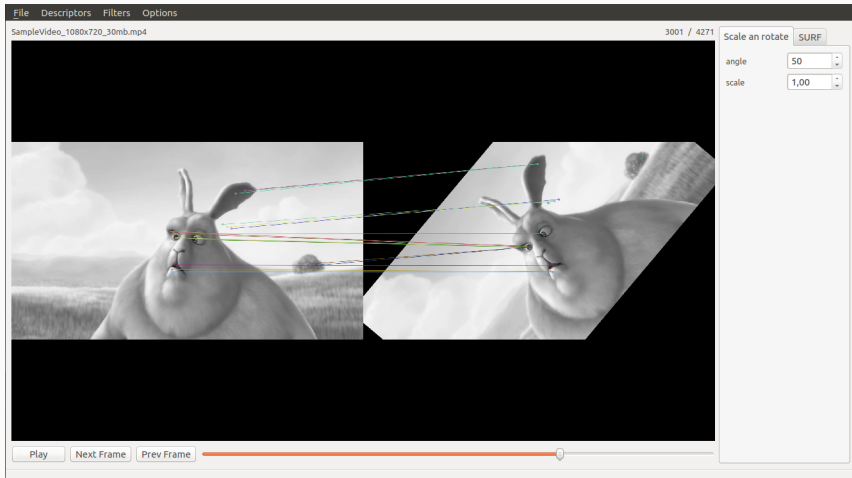 File Descriptors Filters Options
SampleVideo_1080x720_30mb.mp4 3001 / 4271
Scale an rotate SURF
angle 50
scale 1,00
Play Next Frame Prev Frame